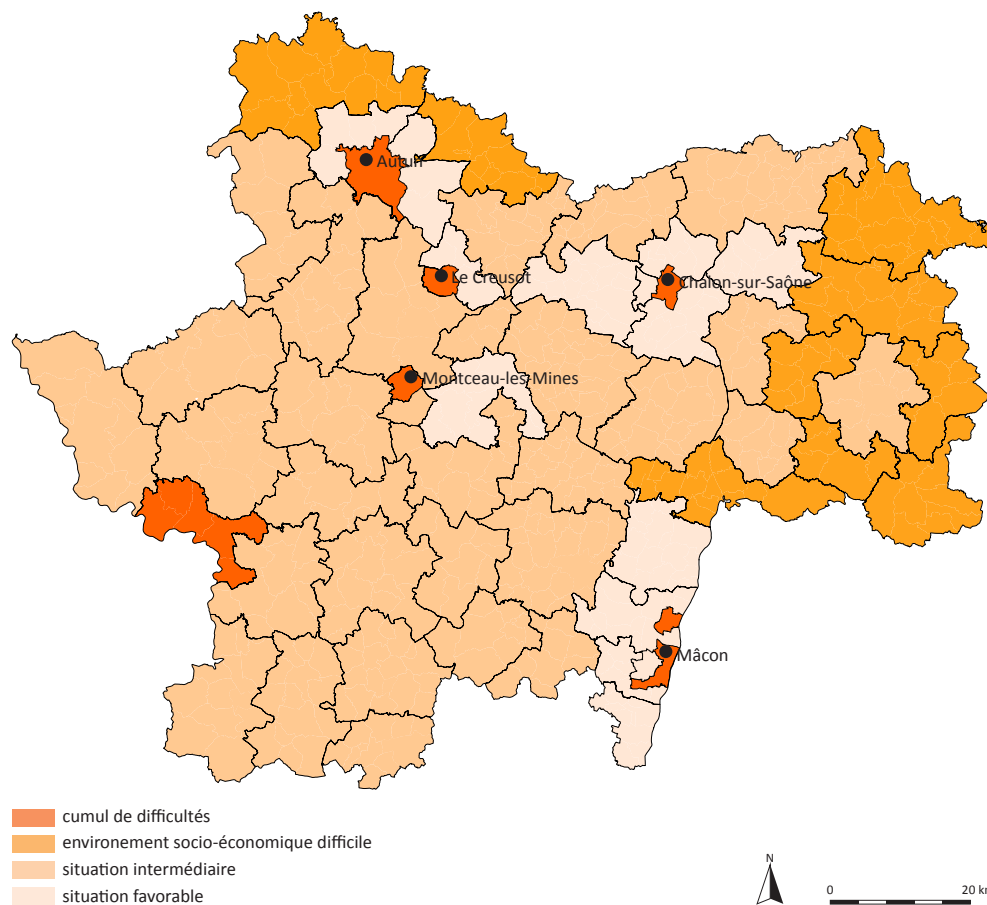 Autun
Le Creusot
Chalon-sur-Saône
Montceau-les-Mines
Mâcon
cumul de difficultés
environement socio-économique difficile
situation intermédiaire
situation favorable
N
0
20 km